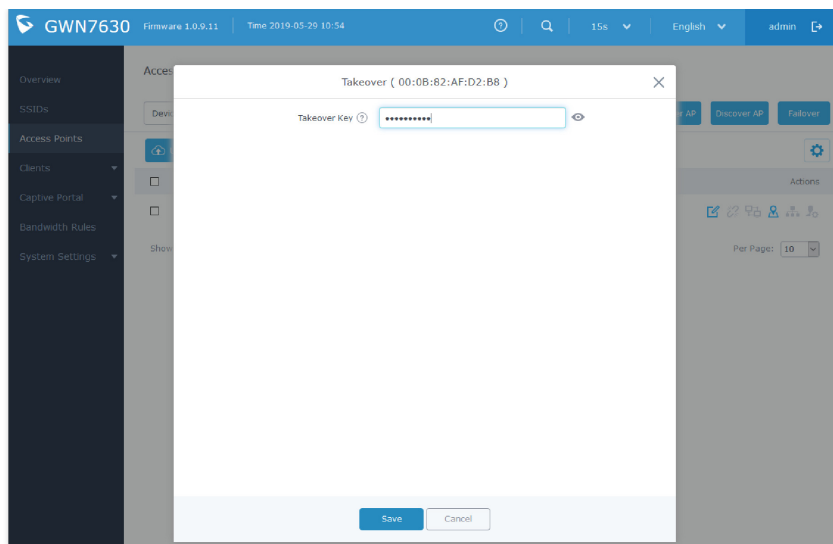 GWN7630 Firmware 1.0.9.11 Time 2019-05-29 10:54 15s English admin
Overview
SSIDs
Access Points
Clients
Captive Portal
Bandwidth Rules
System Settings
Acces
Takeover ( 00:0B:82:AF:D2:B8 )
Takeover Key
••••••••••
Devi
AP Discover AP Failover
Actions
Show
Per Page: 10
Save Cancel